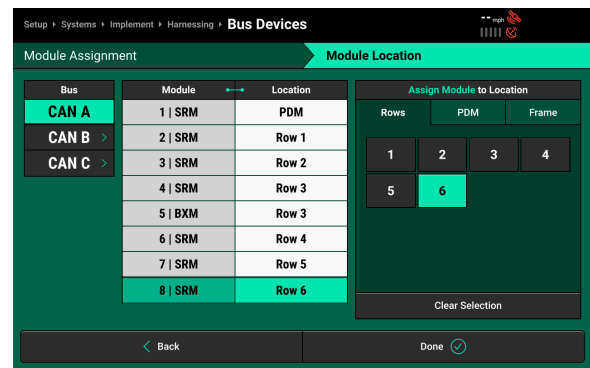 Setup ▸ Systems ▸ Implement ▸ Harnessing ▸ Bus Devices
-- mph
Module Assignment
Module Location
Bus
CAN A
CAN B >
CAN C >
Module Location
1 | SRM PDM
2 | SRM Row 1
3 | SRM Row 2
4 | SRM Row 3
5 | BXM Row 3
6 | SRM Row 4
7 | SRM Row 5
8 | SRM Row 6
Assign Module to Location
Rows PDM Frame
1 2 3 4
5 6
Clear Selection
< Back
Done